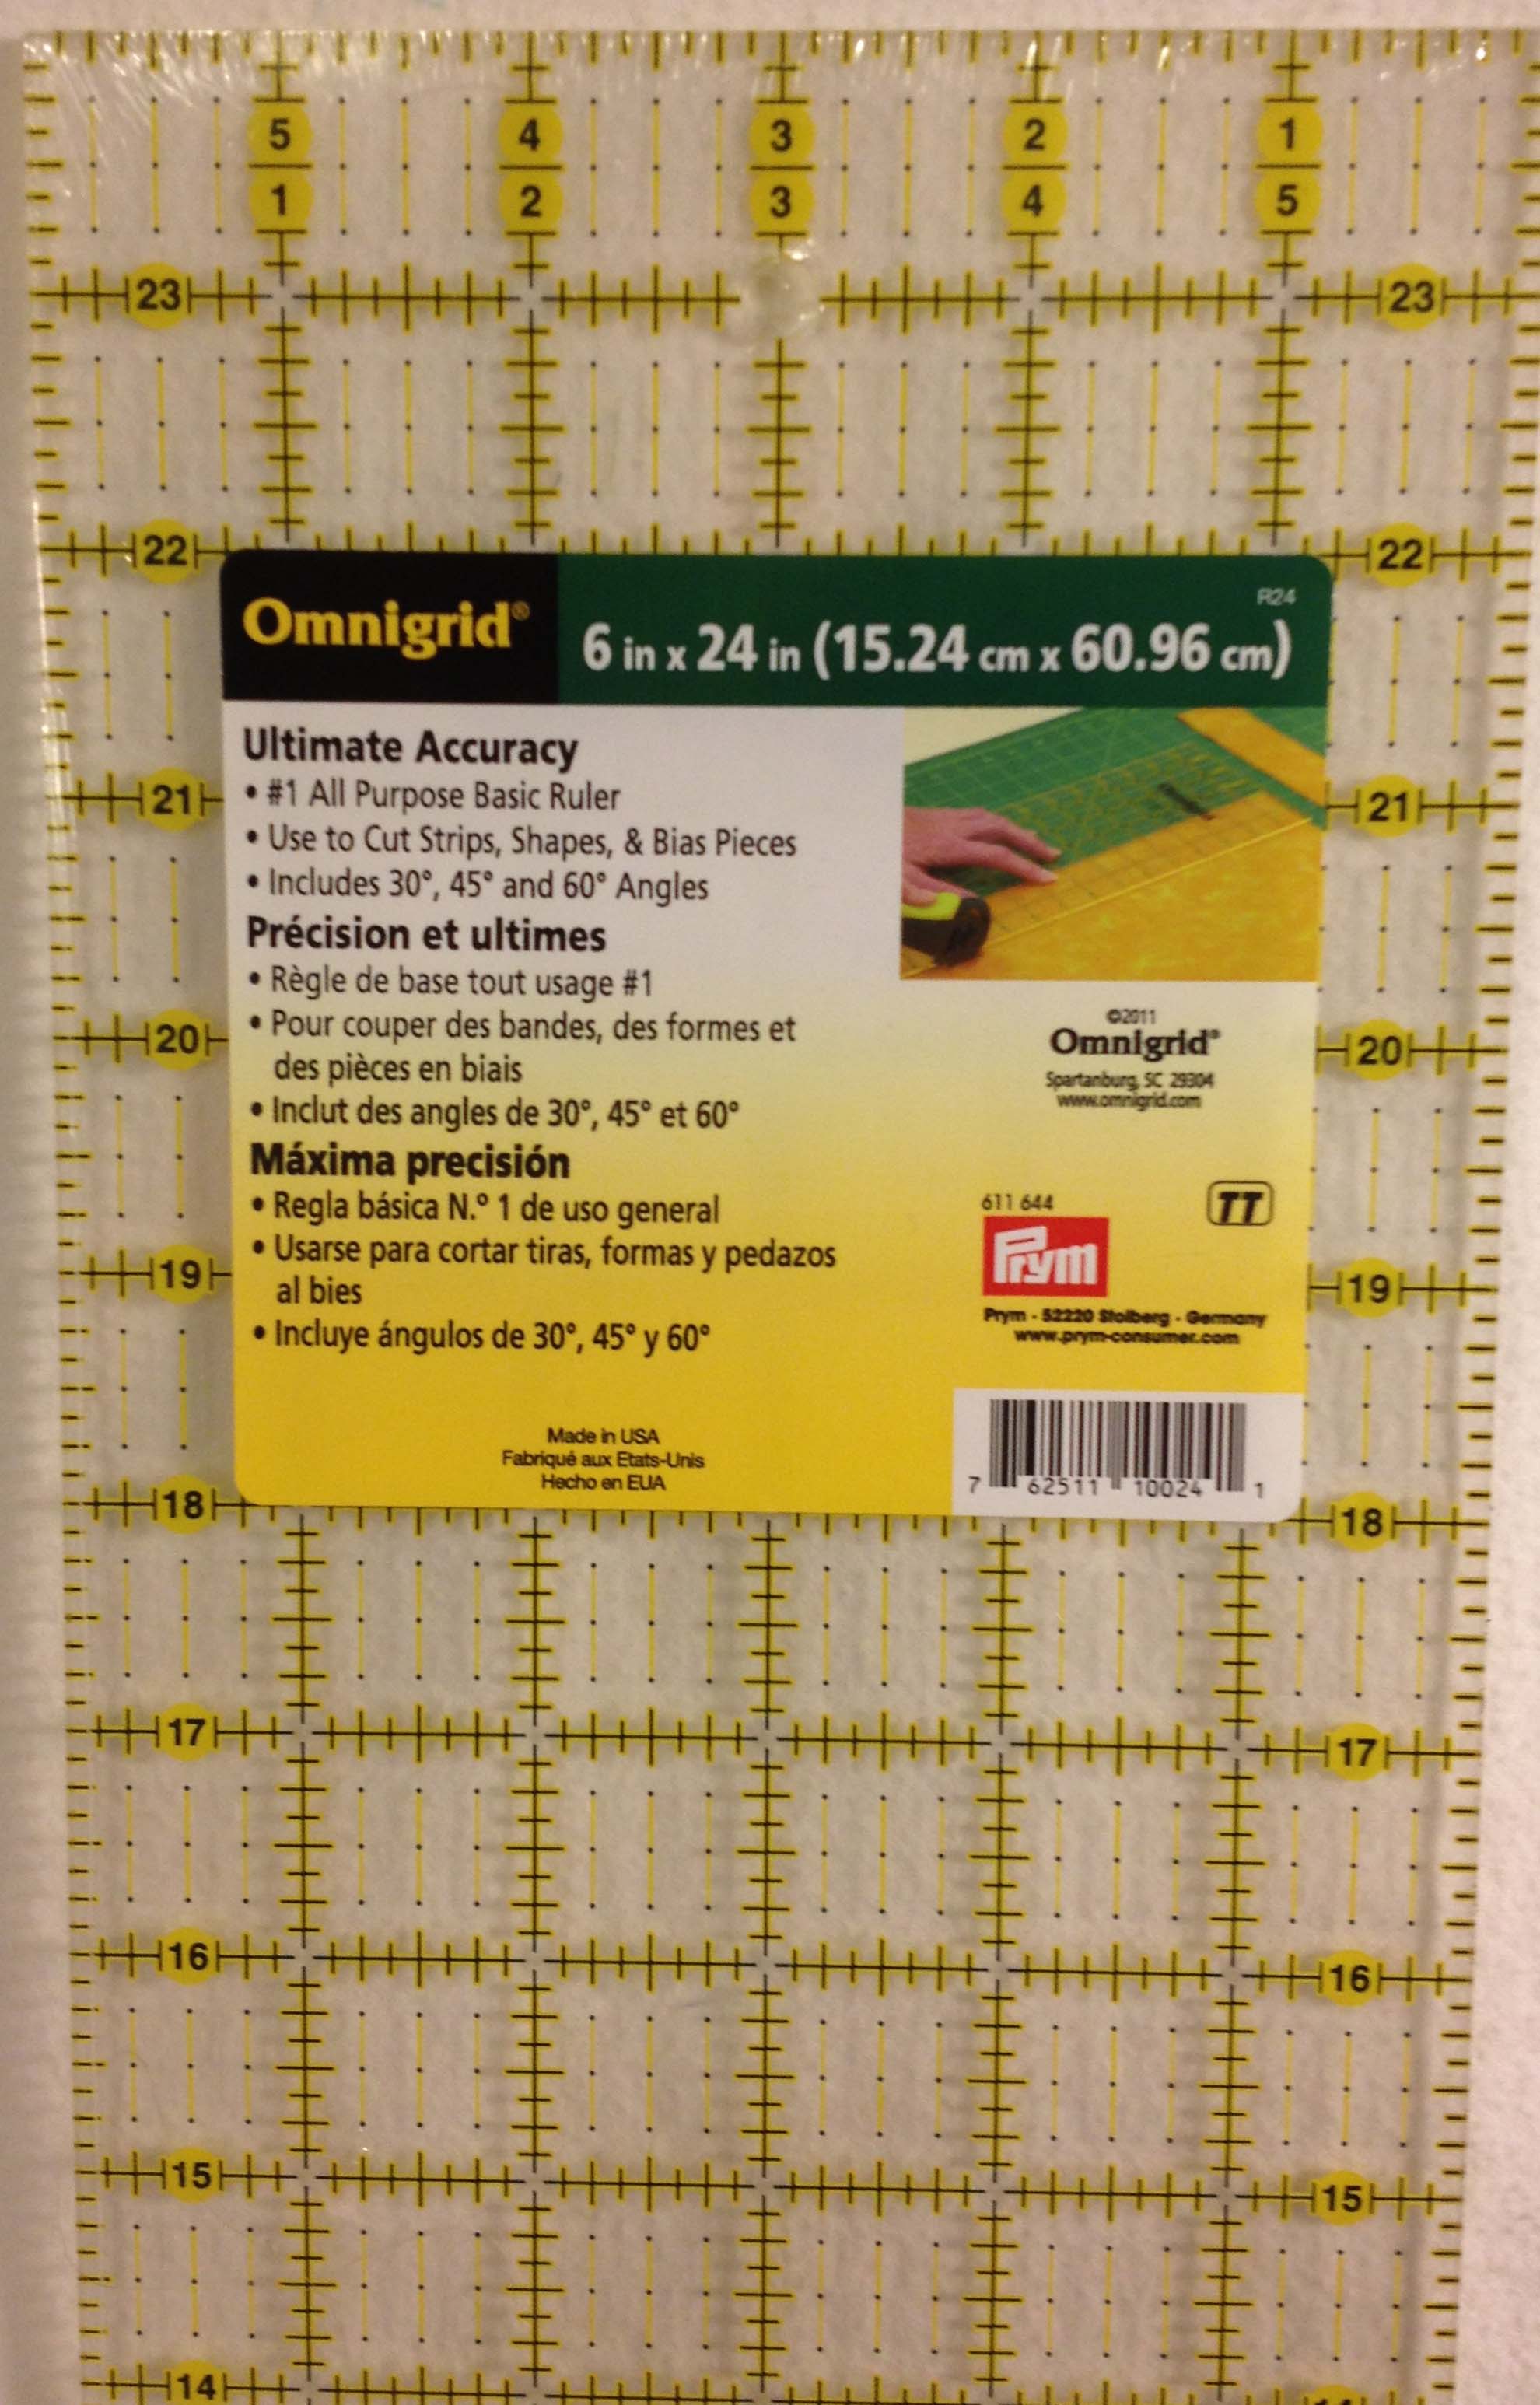 5 4 3 2 1
1 2 3 4 5
23 23
22 22
Omnigrid®
R24
6 in x 24 in (15.24 cm x 60.96 cm)
Ultimate Accuracy
• #1 All Purpose Basic Ruler
• Use to Cut Strips, Shapes, & Bias Pieces
• Includes 30°, 45° and 60° Angles
Précision et ultimes
• Règle de base tout usage #1
• Pour couper des bandes, des formes et
des pièces en biais
• Inclut des angles de 30°, 45° et 60°
Máxima precisión
• Regla básica N.º 1 de uso general
• Usarse para cortar tiras, formas y pedazos
al bies
• Incluye ángulos de 30°, 45° y 60°
Made in USA
Fabriqué aux Etats-Unis
Hecho en EUA
©2011
Omnigrid®
Spartanburg, SC 29304
www.omnigrid.com
611 644
TT
Prym
Prym - 52220 Stolberg - Germany
www.prym-consumer.com
7 62511 10024 1
21 21
20 20
19 19
18 18
17 17
16 16
15 15
14